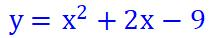 y = x² + 2x − 9